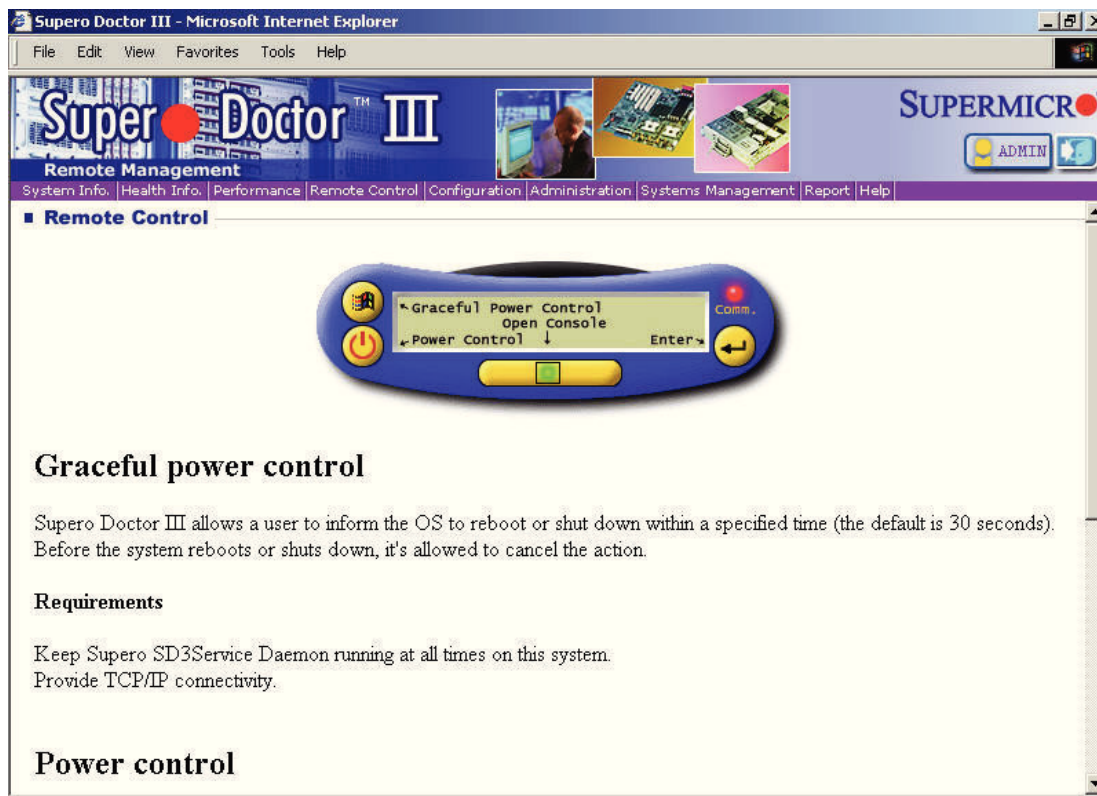 Supero Doctor III - Microsoft Internet Explorer
File Edit View Favorites Tools Help
Super Doctor™ III
SUPERMICR
Remote Management
ADMIN
System Info. Health Info. Performance Remote Control Configuration Administration Systems Management Report Help
Remote Control
Graceful Power Control
Open Console
Power Control ↓ Enter
Comm.
Graceful power control
Supero Doctor III allows a user to inform the OS to reboot or shut down within a specified time (the default is 30 seconds).
Before the system reboots or shuts down, it's allowed to cancel the action.
Requirements
Keep Supero SD3Service Daemon running at all times on this system.
Provide TCP/IP connectivity.
Power control